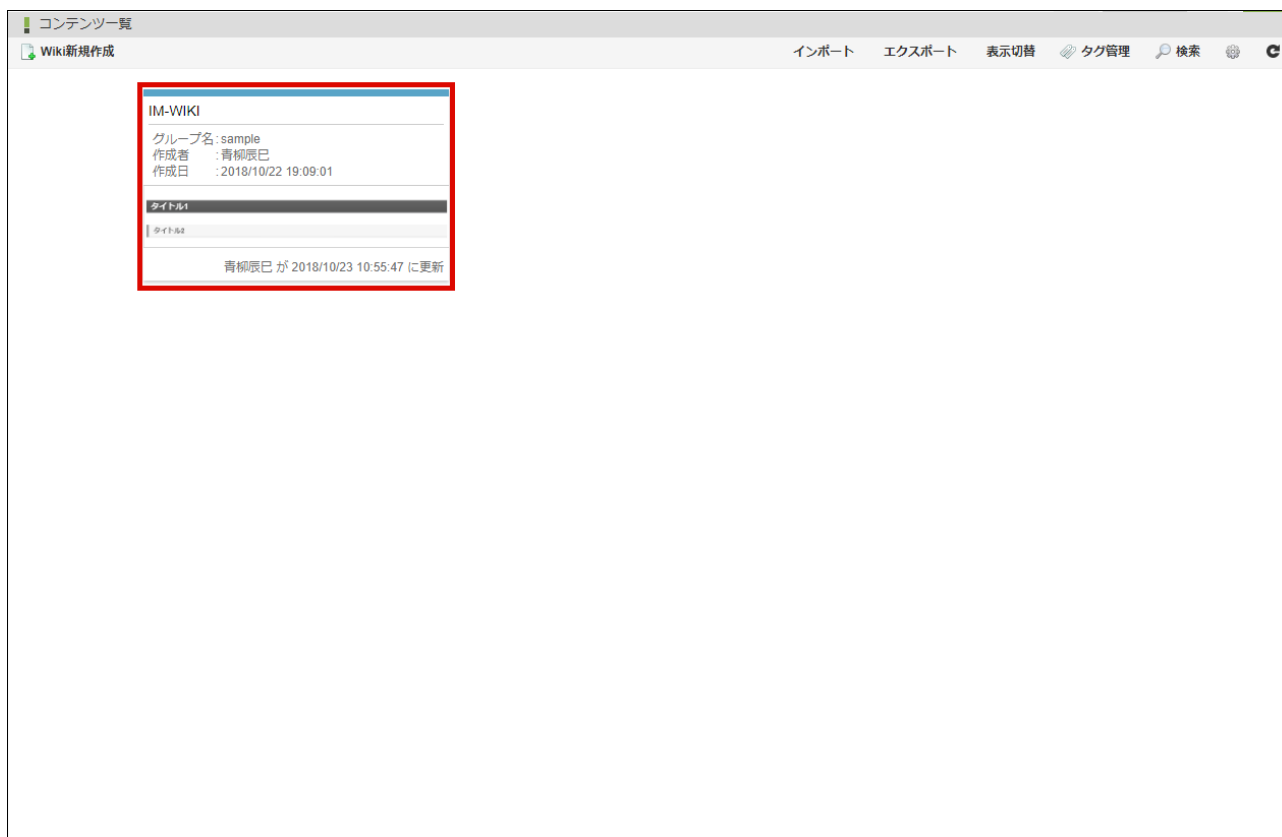 コンテンツ一覧
Wiki新規作成 インポート エクスポート 表示切替 タグ管理 検索
IM-WIKI
グループ名 : sample
作成者 : 青柳辰巳
作成日 : 2018/10/22 19:09:01
タイトル1
タイトル2
青柳辰巳 が 2018/10/23 10:55:47 に更新